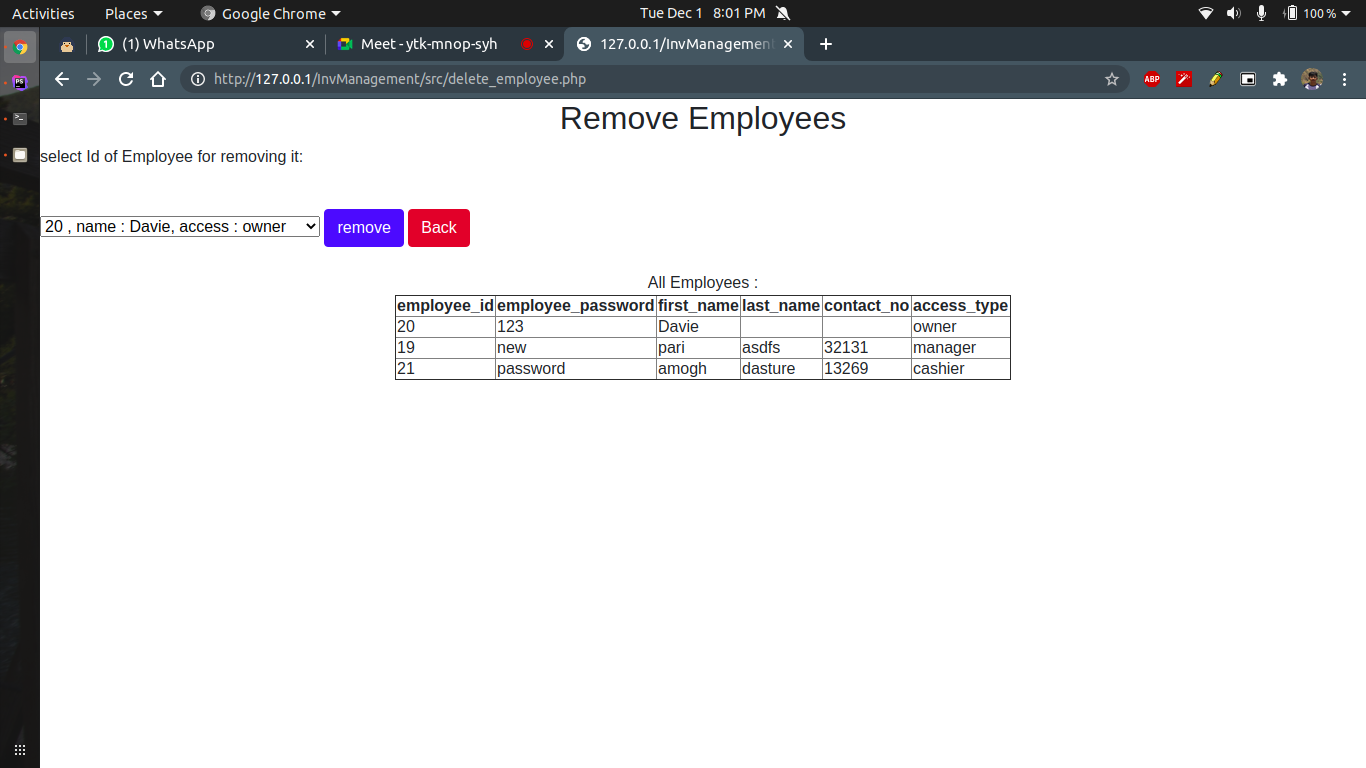 Activities Places Google Chrome Tue Dec 1 8:01 PM 100 %
(1) WhatsApp Meet - ytk-mnop-syh 127.0.0.1/InvManagement
http://127.0.0.1/InvManagement/src/delete_employee.php ABP
Remove Employees
select Id of Employee for removing it:
20 , name : Davie, access : owner remove Back
All Employees :
employee_id employee_password first_name last_name contact_no access_type
20 123 Davie owner
19 new pari asdfs 32131 manager
21 password amogh dasture 13269 cashier